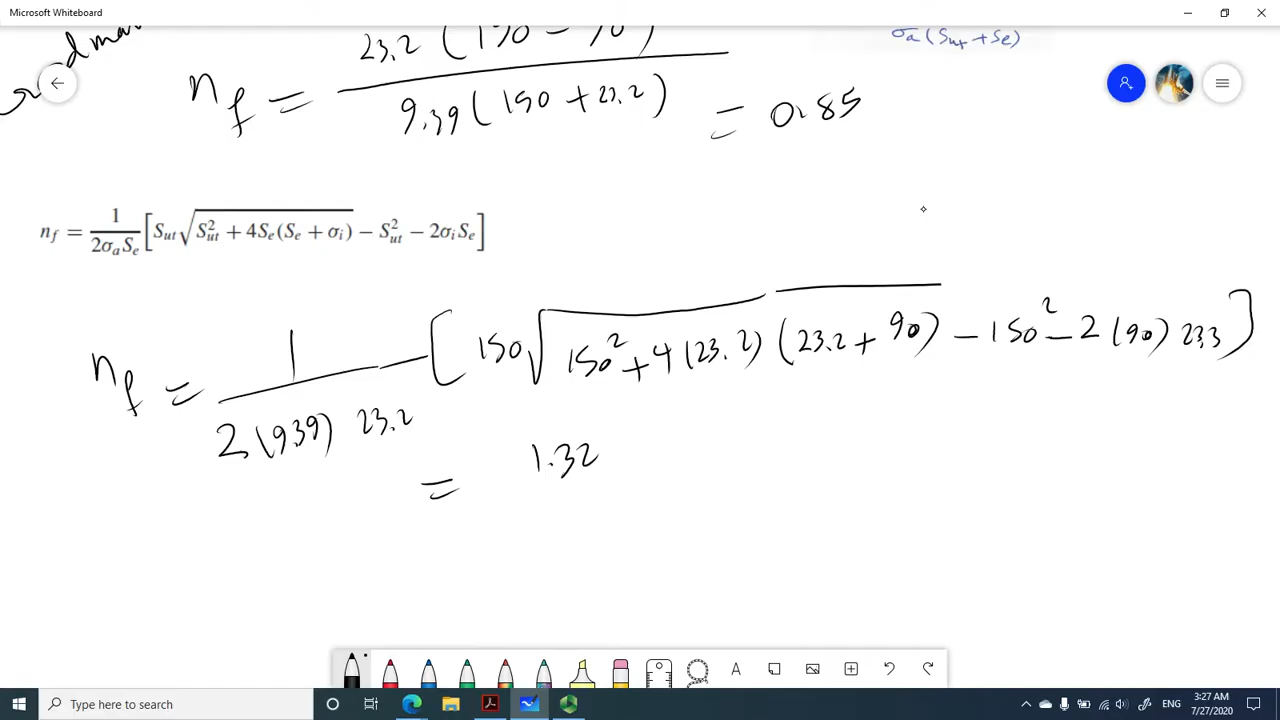 Microsoft Whiteboard
23.2 (150 - 90)
σa (Sut + Se)
nf = ――― = 0.85
9.39 (150 + 23.2)
nf = 1/(2σaSe) [Sut√(S²ut + 4Se(Se + σi)) − S²ut − 2σiSe]
nf = 1/(2 (9.39) 23.2) [150√(150² + 4 (23.2) (23.2 + 90)) − 150² − 2 (90) 23.3]
= 1.32
A
Type here to search
ENG
3:27 AM
7/27/2020